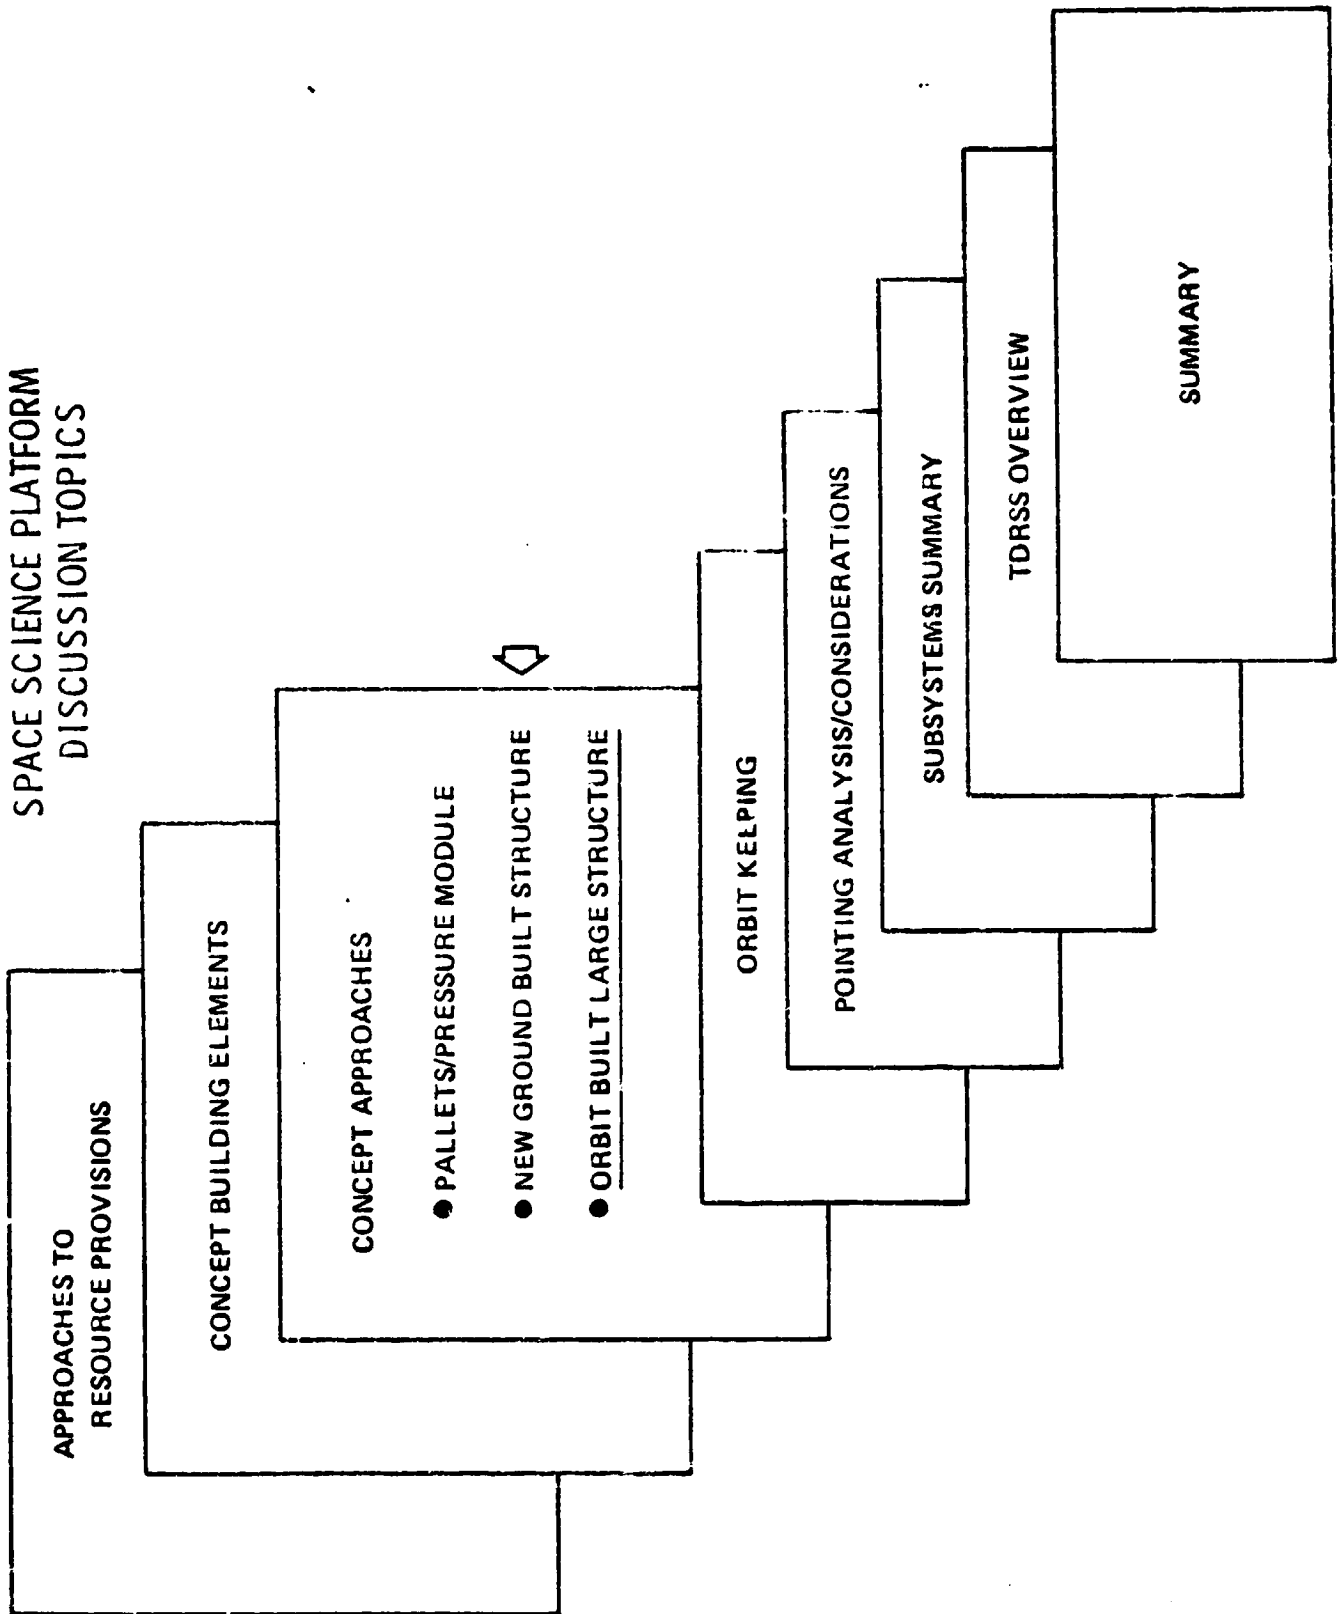 SPACE SCIENCE PLATFORM
DISCUSSION TOPICS
APPROACHES TO
RESOURCE PROVISIONS
CONCEPT BUILDING ELEMENTS
CONCEPT APPROACHES
● PALLETS/PRESSURE MODULE
● NEW GROUND BUILT STRUCTURE
● ORBIT BUILT LARGE STRUCTURE
ORBIT KEEPING
POINTING ANALYSIS/CONSIDERATIONS
SUBSYSTEMS SUMMARY
TDRSS OVERVIEW
SUMMARY